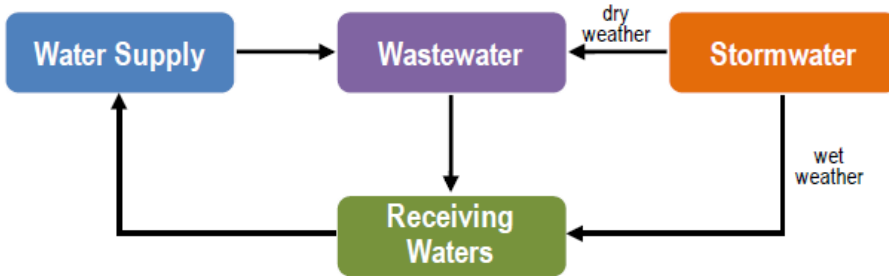 Water Supply
Wastewater
dry
weather
Stormwater
wet
weather
Receiving
Waters